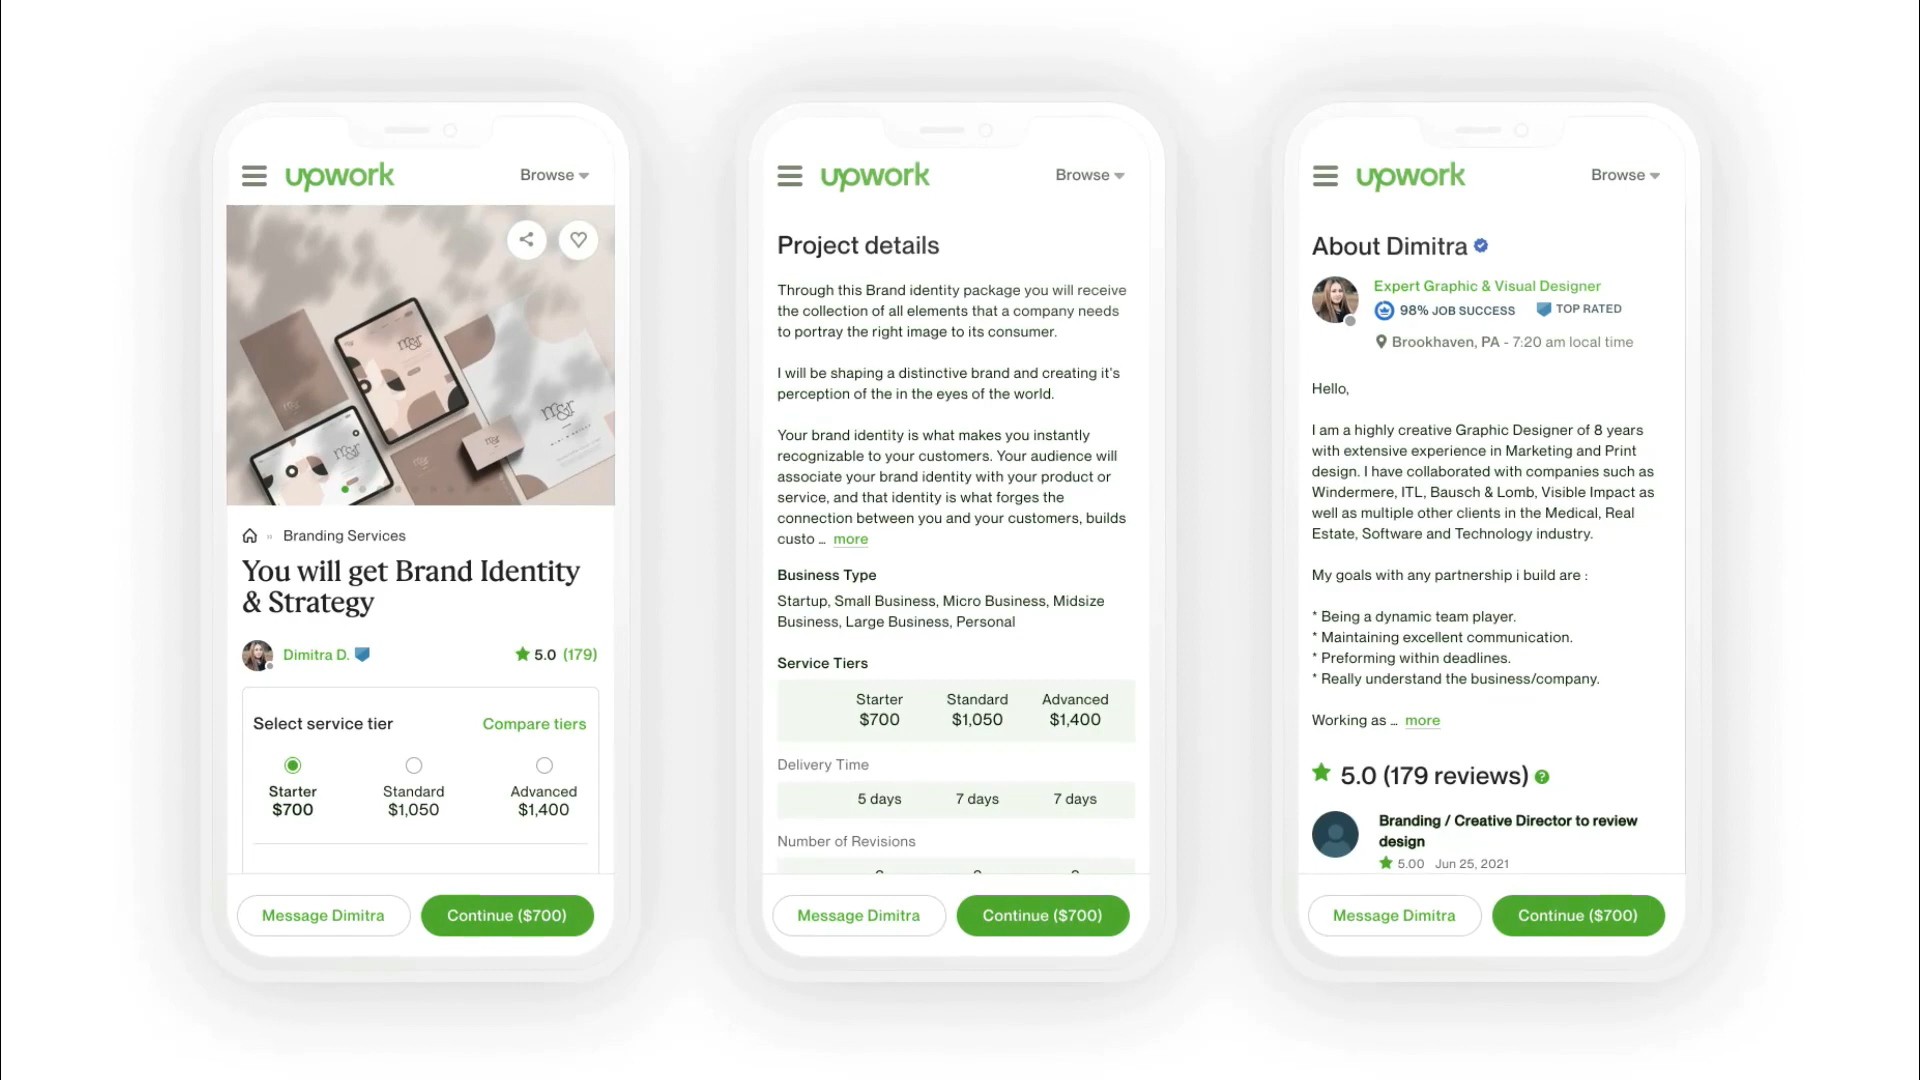 upwork
Browse
m&r
m&r
m&r
Branding Services
You will get Brand Identity
& Strategy
Dimitra D.
5.0 (179)
Select service tier
Compare tiers
Starter
$700
Standard
$1,050
Advanced
$1,400
Message Dimitra
Continue ($700)
upwork
Browse
Project details
Through this Brand identity package you will receive
the collection of all elements that a company needs
to portray the right image to its consumer.
I will be shaping a distinctive brand and creating it's
perception of the in the eyes of the world.
Your brand identity is what makes you instantly
recognizable to your customers. Your audience will
associate your brand identity with your product or
service, and that identity is what forges the
connection between you and your customers, builds
custo … more
Business Type
Startup, Small Business, Micro Business, Midsize
Business, Large Business, Personal
Service Tiers
Starter Standard Advanced
$700 $1,050 $1,400
Delivery Time
5 days 7 days 7 days
Number of Revisions
Message Dimitra
Continue ($700)
upwork
Browse
About Dimitra
Expert Graphic & Visual Designer
98% JOB SUCCESS TOP RATED
Brookhaven, PA - 7:20 am local time
Hello,
I am a highly creative Graphic Designer of 8 years
with extensive experience in Marketing and Print
design. I have collaborated with companies such as
Windermere, ITL, Bausch & Lomb, Visible Impact as
well as multiple other clients in the Medical, Real
Estate, Software and Technology industry.
My goals with any partnership i build are :
* Being a dynamic team player.
* Maintaining excellent communication.
* Preforming within deadlines.
* Really understand the business/company.
Working as … more
5.0 (179 reviews) ?
Branding / Creative Director to review
design
5.00 Jun 25, 2021
Message Dimitra
Continue ($700)